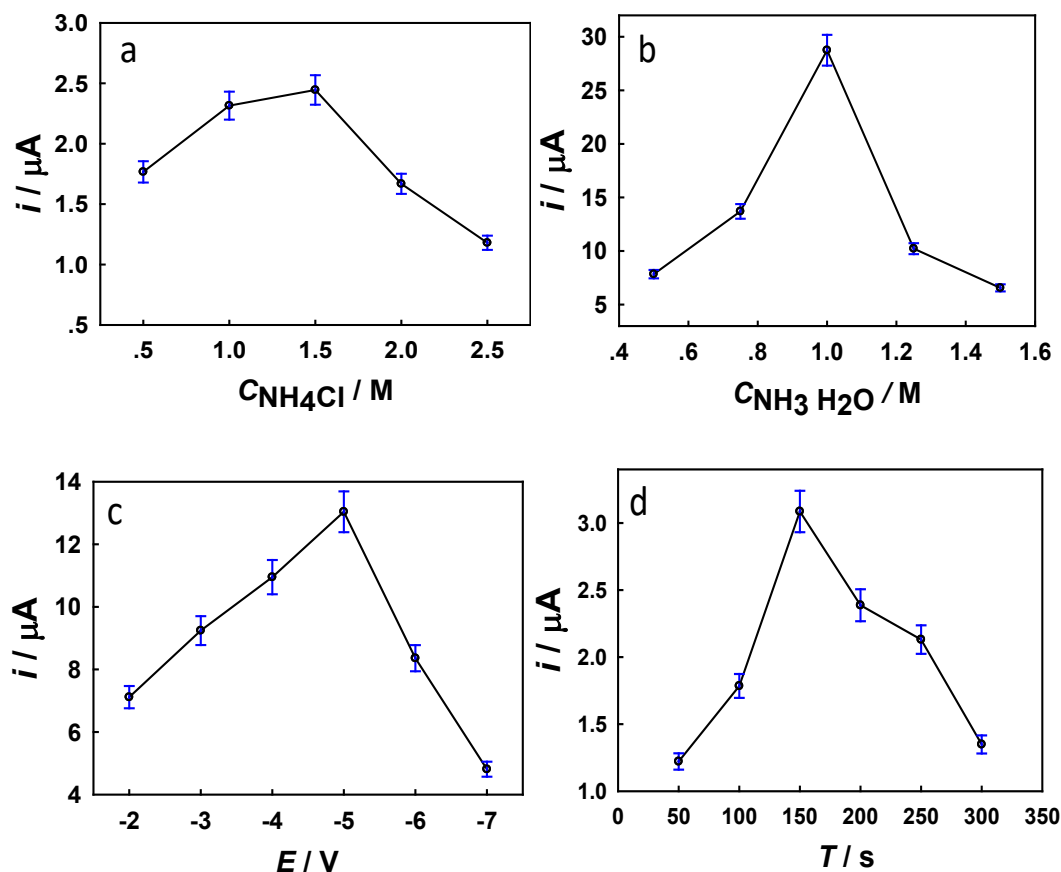 a
3.0
2.5
2.0
1.5
1.0
.5
i / μA
.5 1.0 1.5 2.0 2.5
CNH4Cl / M
b
30
25
20
15
10
5
i / μA
.4 .6 .8 1.0 1.2 1.4 1.6
CNH3 H2O / M
c
14
12
10
8
6
4
i / μA
-2 -3 -4 -5 -6 -7
E / V
d
3.0
2.5
2.0
1.5
1.0
i / μA
0 50 100 150 200 250 300 350
T / s